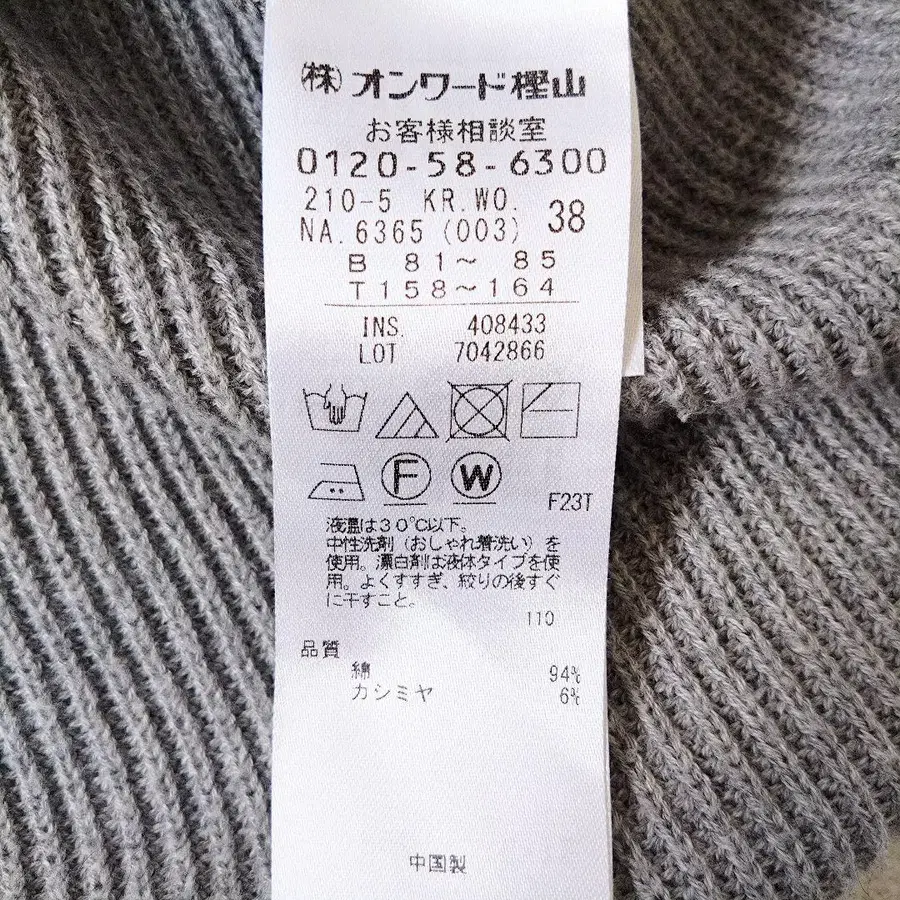 (株)オンワード樫山
お客様相談室
0120-58-6300
210-5 KR.WO.
NA.6365 (003) 38
B 81〜 85
T 158〜164
INS. 408433
LOT 7042866
F W
F23T
液温は30℃以下。
中性洗剤(おしゃれ着洗い)を
使用。漂白剤は液体タイプを使
用。よくすすぎ、絞りの後すぐ
に干すこと。
110
品質
綿 94%
カシミヤ 6%
中国製